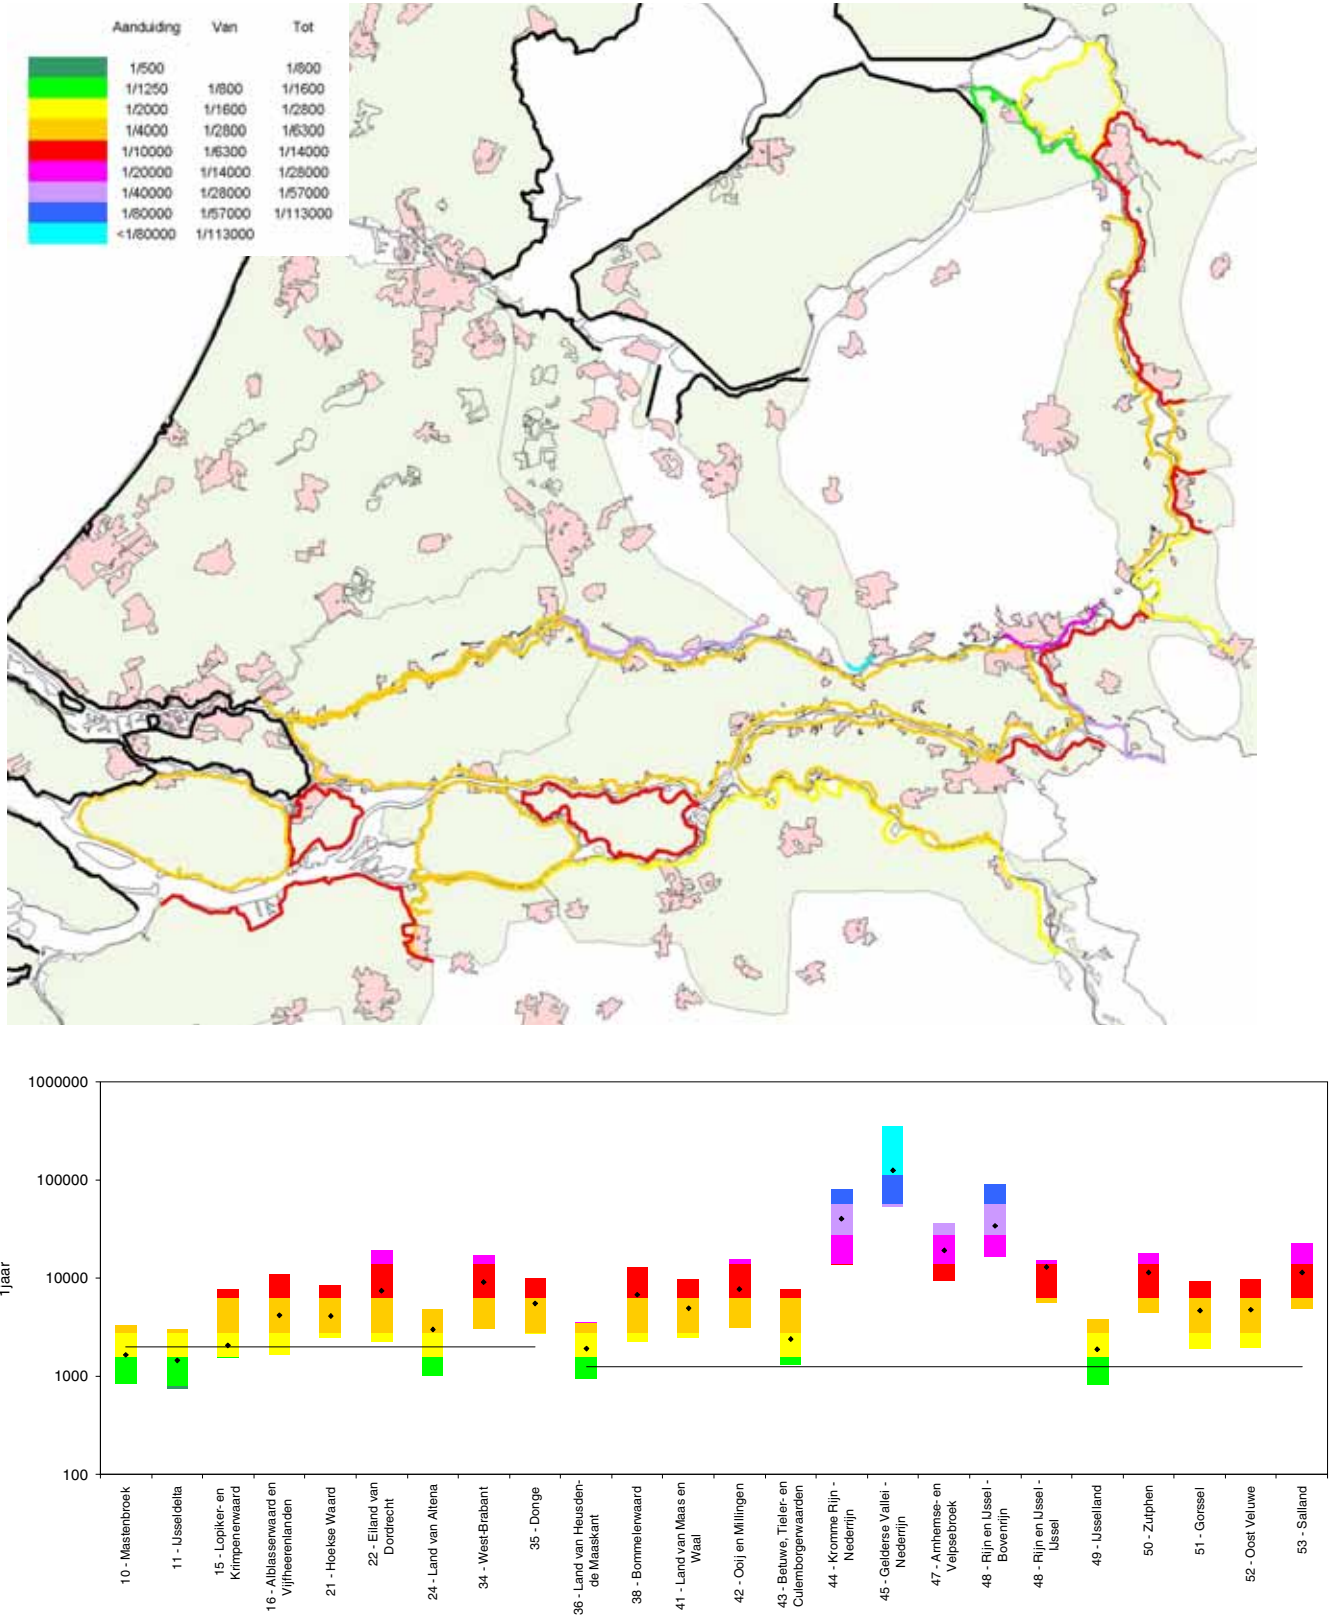 Aanduiding Van Tot
1/500 1/800
1/1250 1/800 1/1600
1/2000 1/1600 1/2800
1/4000 1/2800 1/6300
1/10000 1/6300 1/14000
1/20000 1/14000 1/28000
1/40000 1/28000 1/57000
1/80000 1/57000 1/113000
<1/80000 1/113000
1000000
100000
10000
1000
100
1jaar
10 - Mastenbroek
11 - IJsseldelta
15 - Lopiker- en
Krimpenerwaard
16 - Alblasserwaard en
Vijfheerenlanden
21 - Hoekse Waard
22 - Eiland van
Dordrecht
24 - Land van Altena
34 - West-Brabant
35 - Donge
36 - Land van Heusden-
de Maaskant
38 - Bommelerwaard
41 - Land van Maas en
Waal
42 - Ooij en Millingen
43 - Betuwe, Tieler- en
Culemborgerwaarden
44 - Kromme Rijn -
Nederrijn
45 - Gelderse Vallei -
Nederrijn
47 - Arnhemse- en
Velpsebroek
48 - Rijn en IJssel -
Bovenrijn
48 - Rijn en IJssel -
IJssel
49 - IJsselland
50 - Zutphen
51 - Gorssel
52 - Oost Veluwe
53 - Salland